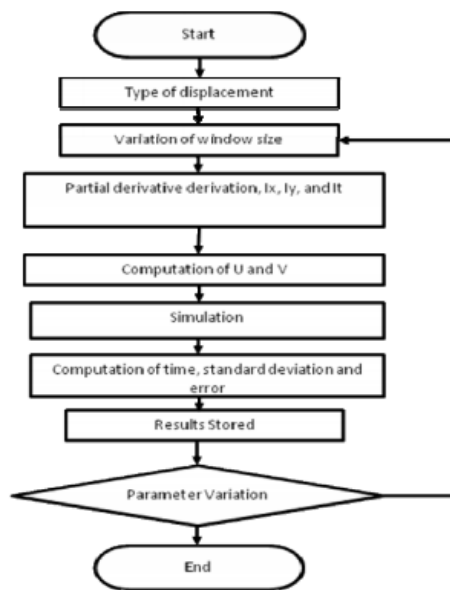 Start
Type of displacement
Variation of window size
Partial derivative derivation, Ix, Iy, and It
Computation of U and V
Simulation
Computation of time, standard deviation and
error
Results Stored
Parameter Variation
End